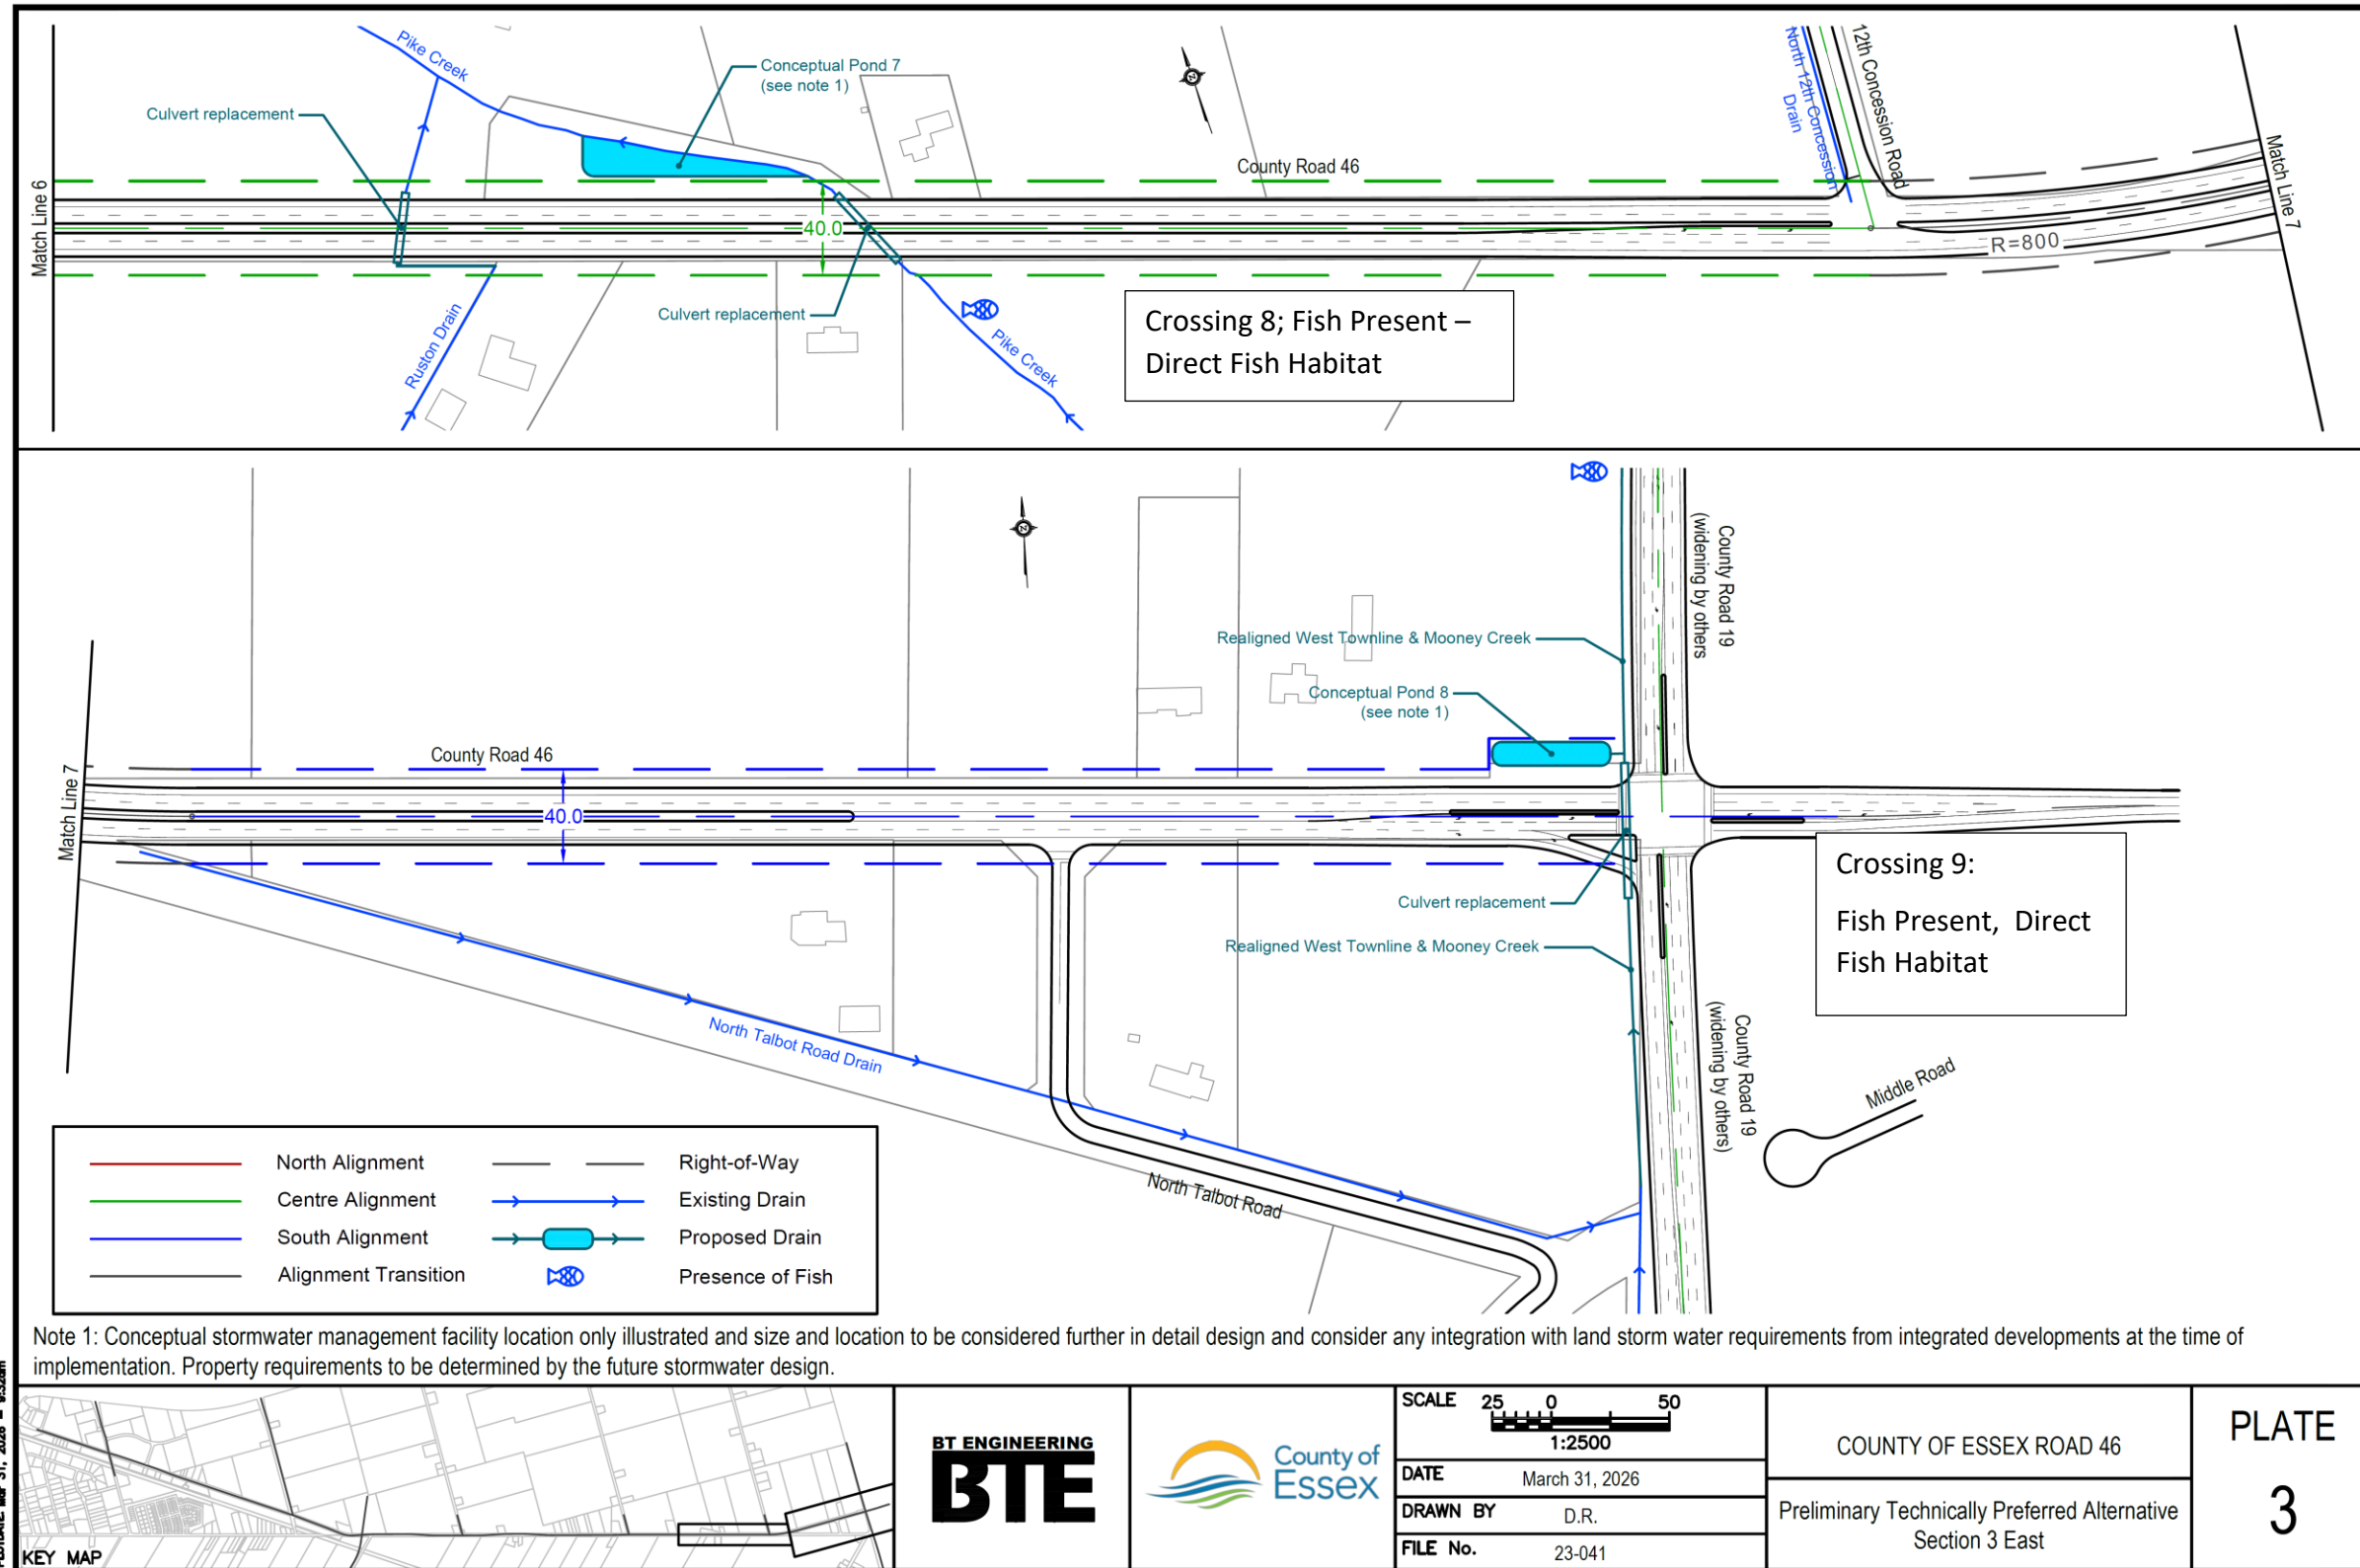 Pike Creek
Conceptual Pond 7
(see note 1)
Culvert replacement
North 12th Concession
Drain
12th Concession Road
County Road 46
Match Line 6
40.0
R=800
Match Line 7
Culvert replacement
Ruston Drain
Pike Creek
Crossing 8; Fish Present –
Direct Fish Habitat
County Road 19
(widening by others)
Realigned West Townline & Mooney Creek
Conceptual Pond 8
(see note 1)
County Road 46
Match Line 7
40.0
Culvert replacement
Realigned West Townline & Mooney Creek
Crossing 9:
Fish Present, Direct
Fish Habitat
North Talbot Road Drain
County Road 19
(widening by others)
Middle Road
North Talbot Road
North Alignment
Right-of-Way
Centre Alignment
Existing Drain
South Alignment
Proposed Drain
Alignment Transition
Presence of Fish
Note 1: Conceptual stormwater management facility location only illustrated and size and location to be considered further in detail design and consider any integration with land storm water requirements from integrated developments at the time of
implementation. Property requirements to be determined by the future stormwater design.
KEY MAP
BT ENGINEERING
BTE
County of
Essex
SCALE 25 0 50
1:2500
DATE March 31, 2026
DRAWN BY D.R.
FILE No. 23-041
COUNTY OF ESSEX ROAD 46
Preliminary Technically Preferred Alternative
Section 3 East
PLATE
3